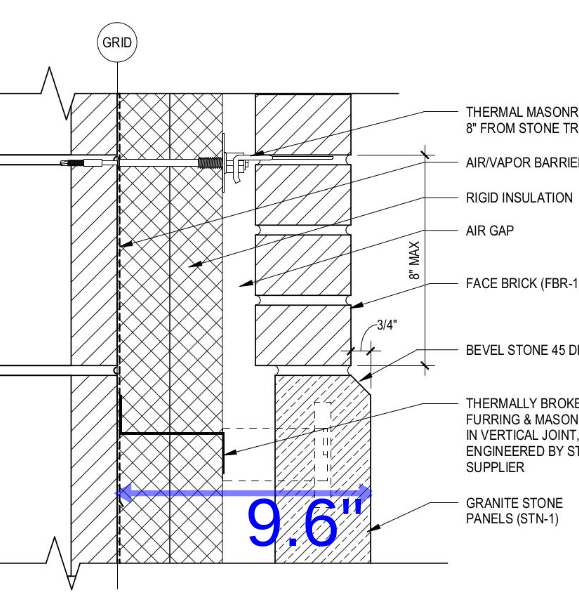 GRID
THERMAL MASONR
8" FROM STONE TR
AIR/VAPOR BARRIE
RIGID INSULATION
AIR GAP
8" MAX
FACE BRICK (FBR-1
3/4"
BEVEL STONE 45 D
THERMALLY BROKE
FURRING & MASON
IN VERTICAL JOINT,
ENGINEERED BY ST
SUPPLIER
9.6"
GRANITE STONE
PANELS (STN-1)